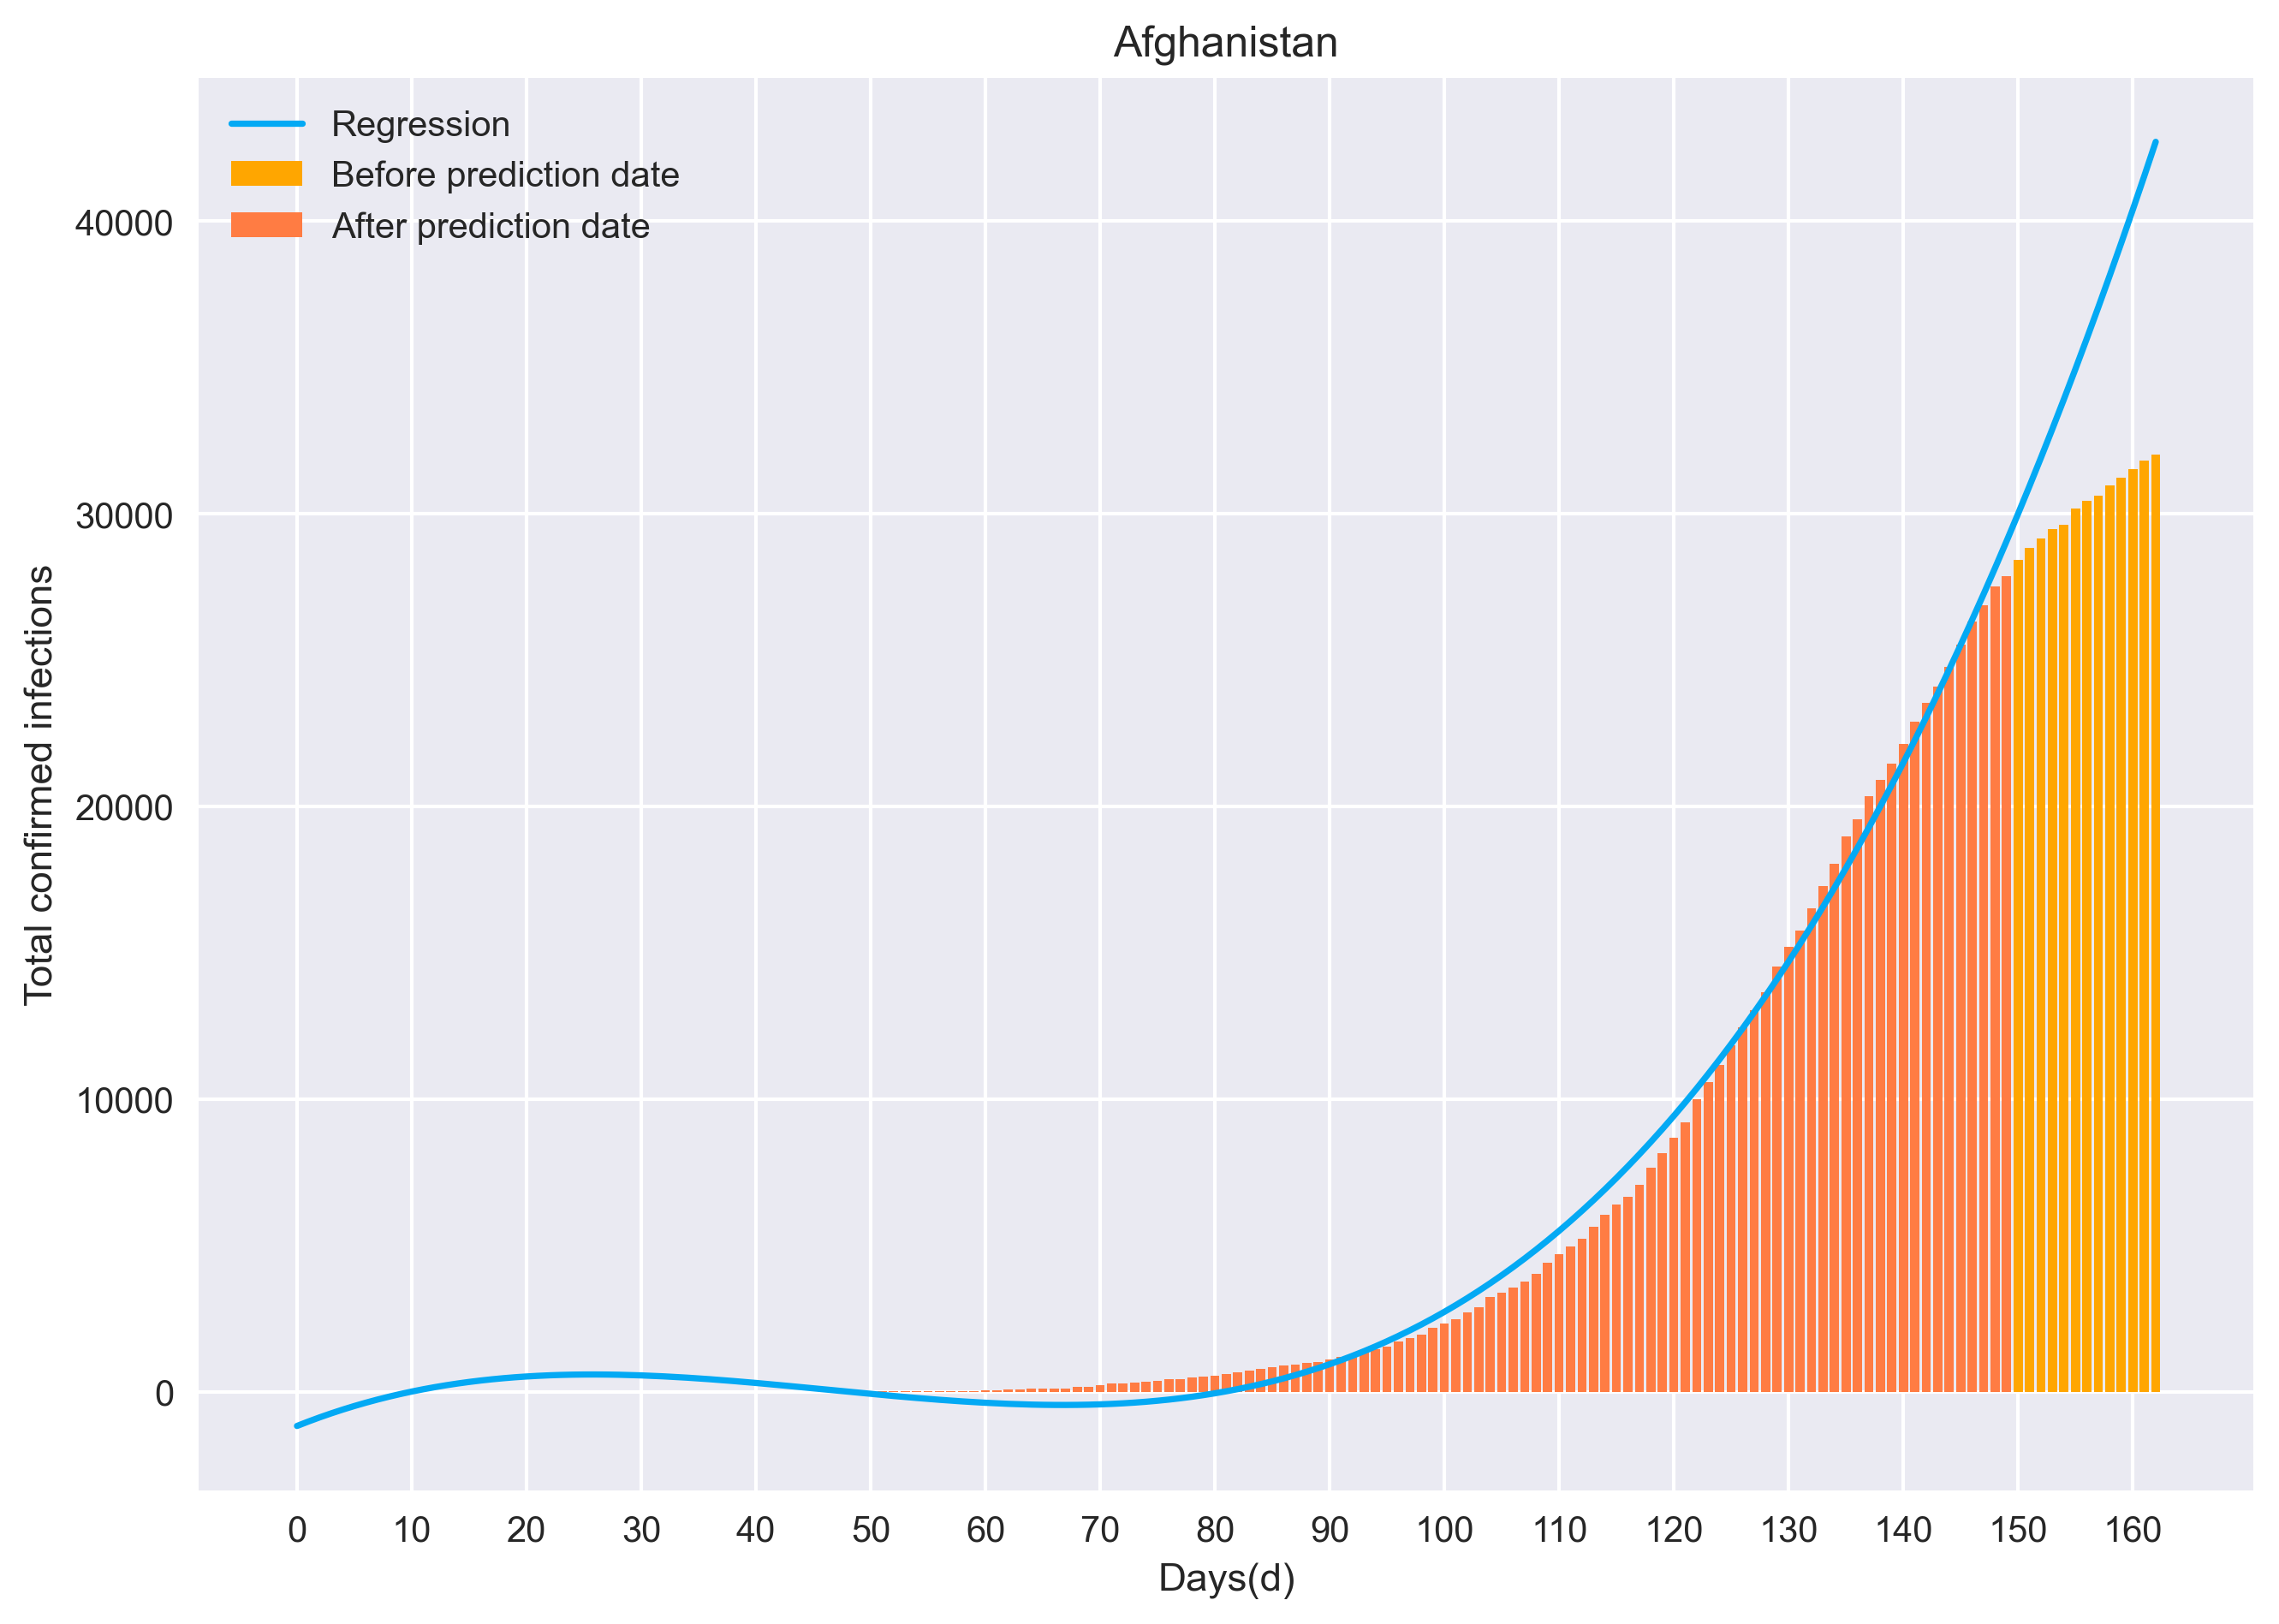 Afghanistan
Regression
Before prediction date
After prediction date
40000
30000
20000
10000
0
Total confirmed infections
0 10 20 30 40 50 60 70 80 90 100 110 120 130 140 150 160
Days(d)